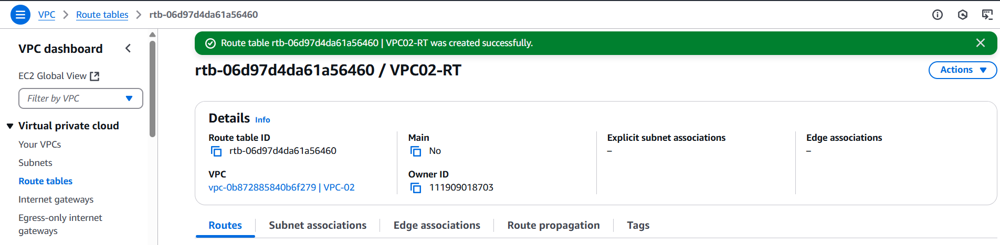 VPC > Route tables > rtb-06d97d4da61a56460
VPC dashboard
EC2 Global View
Filter by VPC
Virtual private cloud
Your VPCs
Subnets
Route tables
Internet gateways
Egress-only internet
gateways
Route table rtb-06d97d4da61a56460 | VPC02-RT was created successfully.
rtb-06d97d4da61a56460 / VPC02-RT
Actions
Details Info
Route table ID
rtb-06d97d4da61a56460
Main
No
Explicit subnet associations
–
Edge associations
–
VPC
vpc-0b872885840b6f279 | VPC-02
Owner ID
111909018703
Routes
Subnet associations
Edge associations
Route propagation
Tags